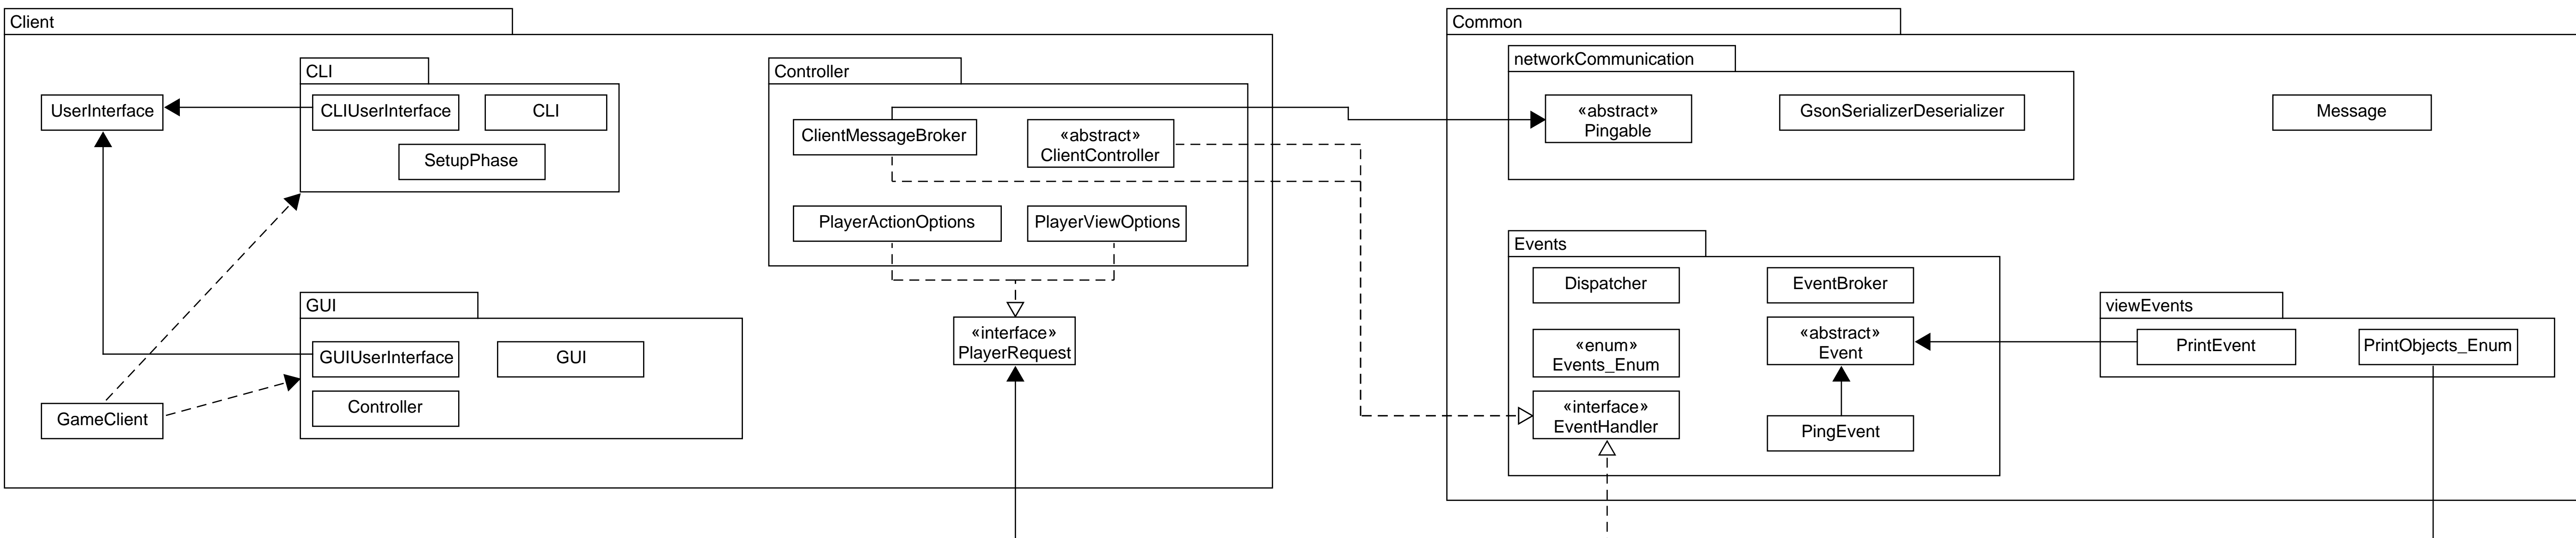 Client
CLI
UserInterface
CLIUserInterface
CLI
SetupPhase
GUI
GUIUserInterface
GUI
Controller
GameClient
Controller
ClientMessageBroker
«abstract»
ClientController
PlayerActionOptions
PlayerViewOptions
«interface»
PlayerRequest
Common
networkCommunication
«abstract»
Pingable
GsonSerializerDeserializer
Message
Events
Dispatcher
EventBroker
«enum»
Events_Enum
«abstract»
Event
«interface»
EventHandler
PingEvent
viewEvents
PrintEvent
PrintObjects_Enum